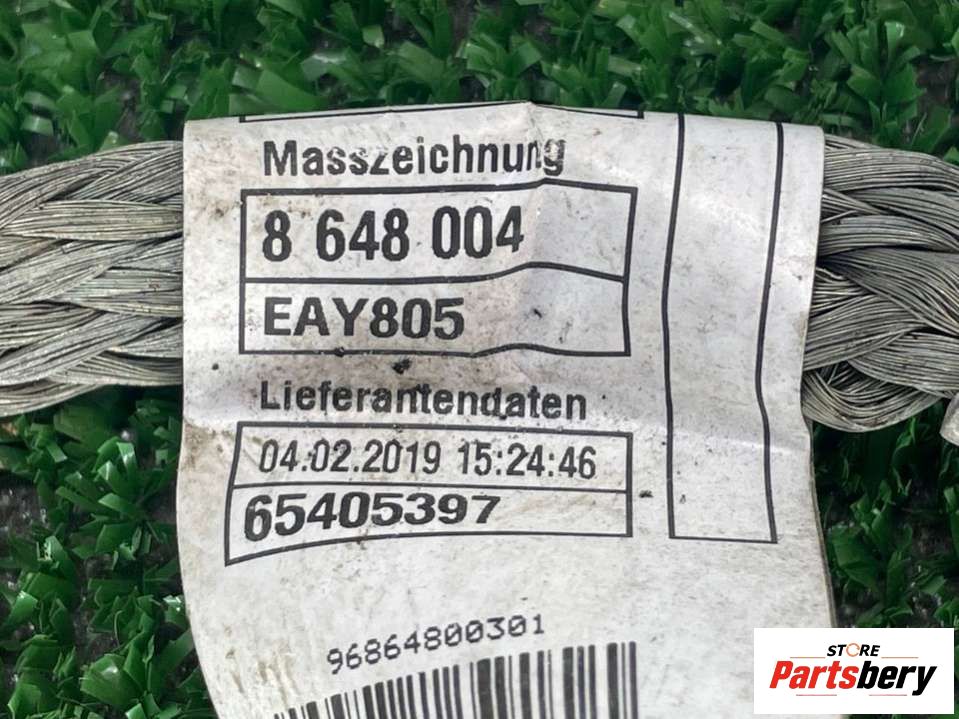 Masszeichnung
8 648 004
EAY805
Lieferantendaten
04.02.2019 15:24:46
65405397
96864800301
STORE
Partsbery